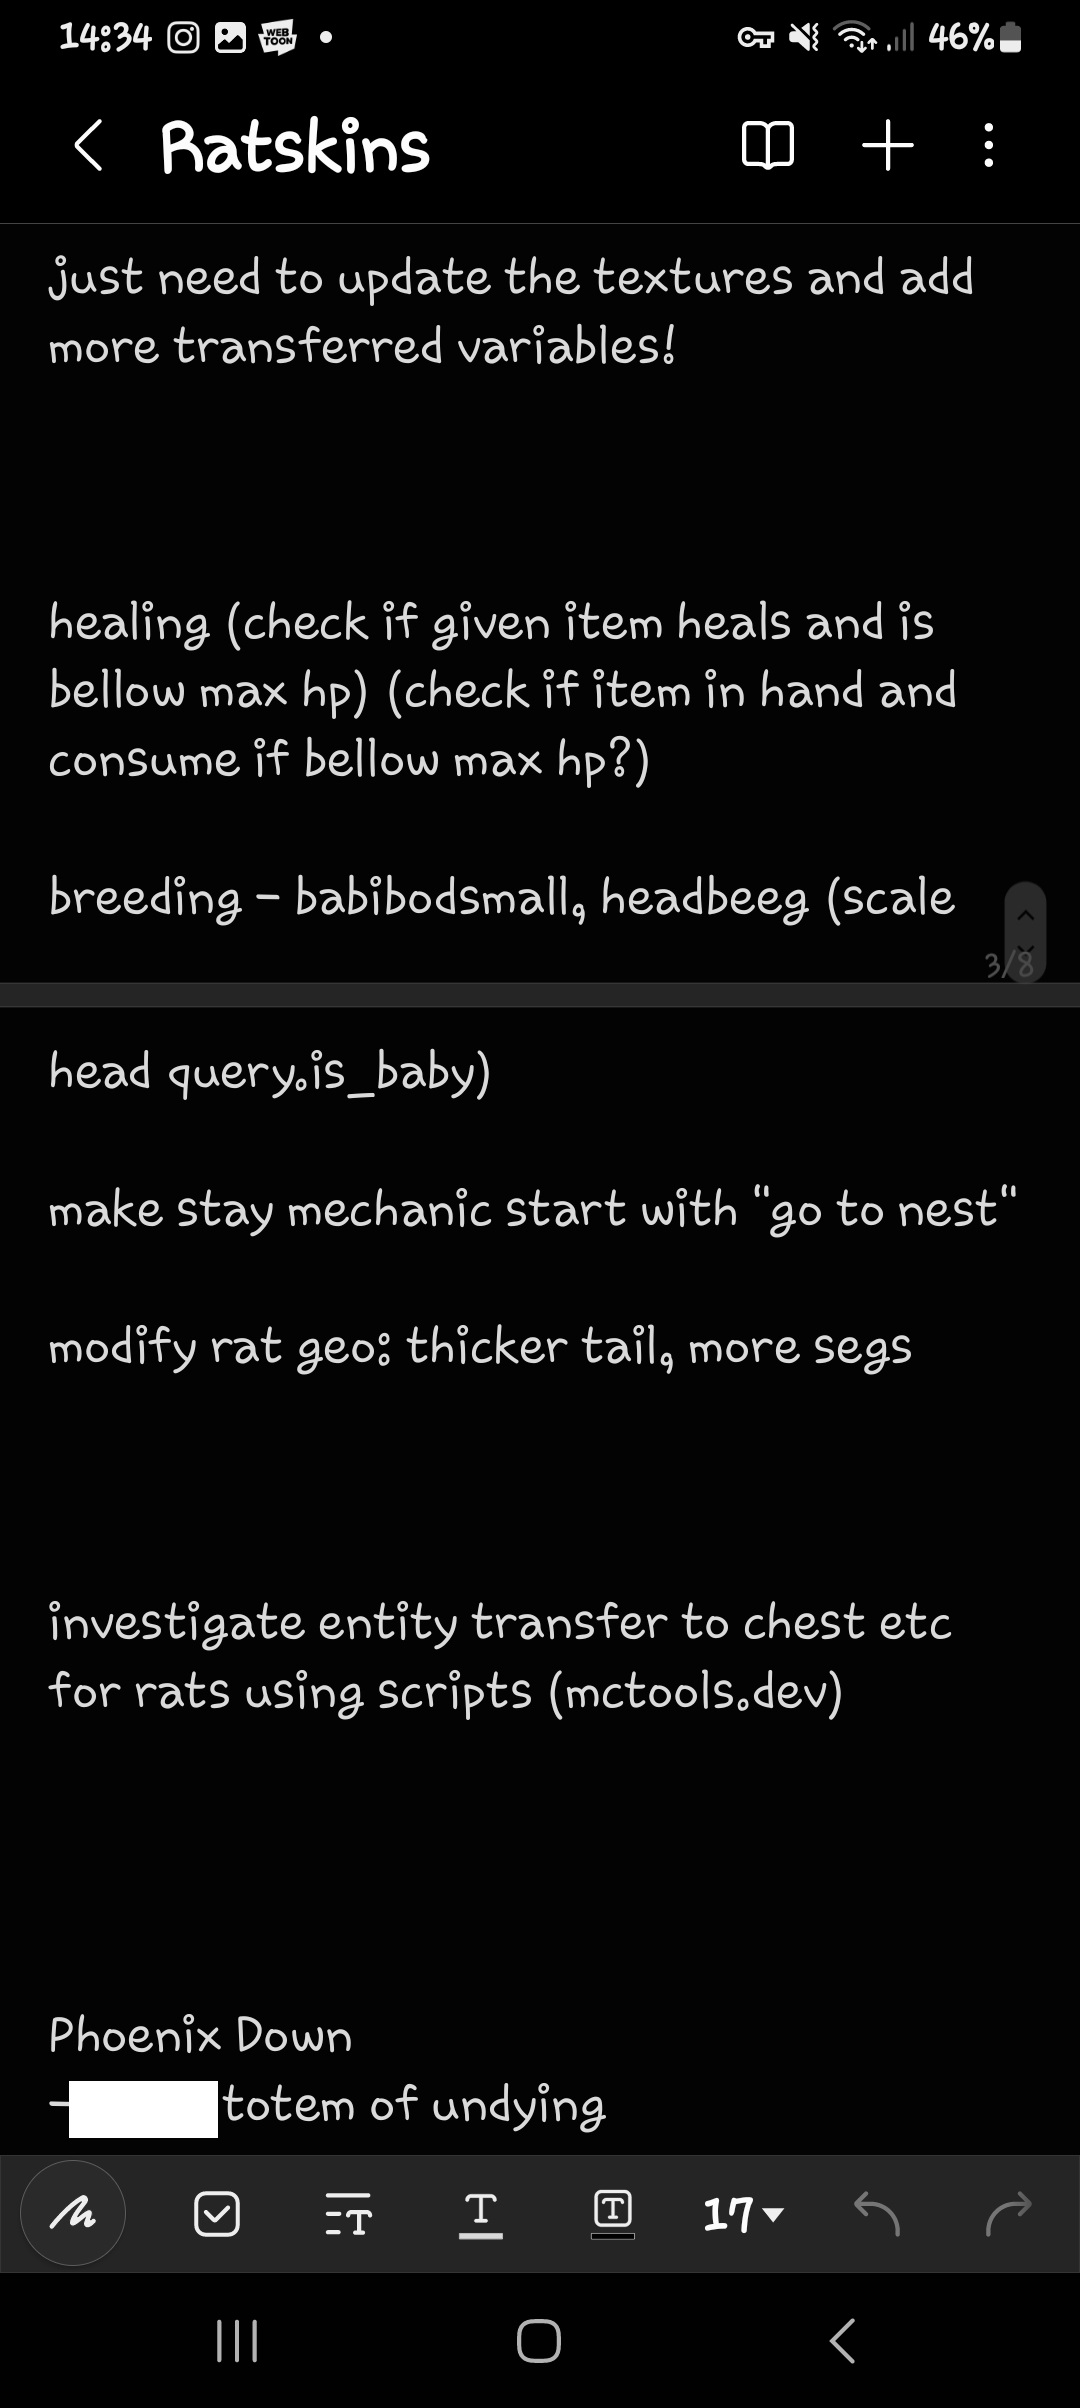 14:34 WEB TOON 46%
Ratskins
just need to update the textures and add
more transferred variables!
healing (check if given item heals and is
bellow max hp) (check if item in hand and
consume if bellow max hp?)
breeding – babibodsmall, headbeeg (scale
3/8
head query.is_baby)
make stay mechanic start with "go to nest"
modify rat geo: thicker tail, more segs
investigate entity transfer to chest etc
for rats using scripts (mctools.dev)
Phoenix Down
- totem of undying
T T T 17